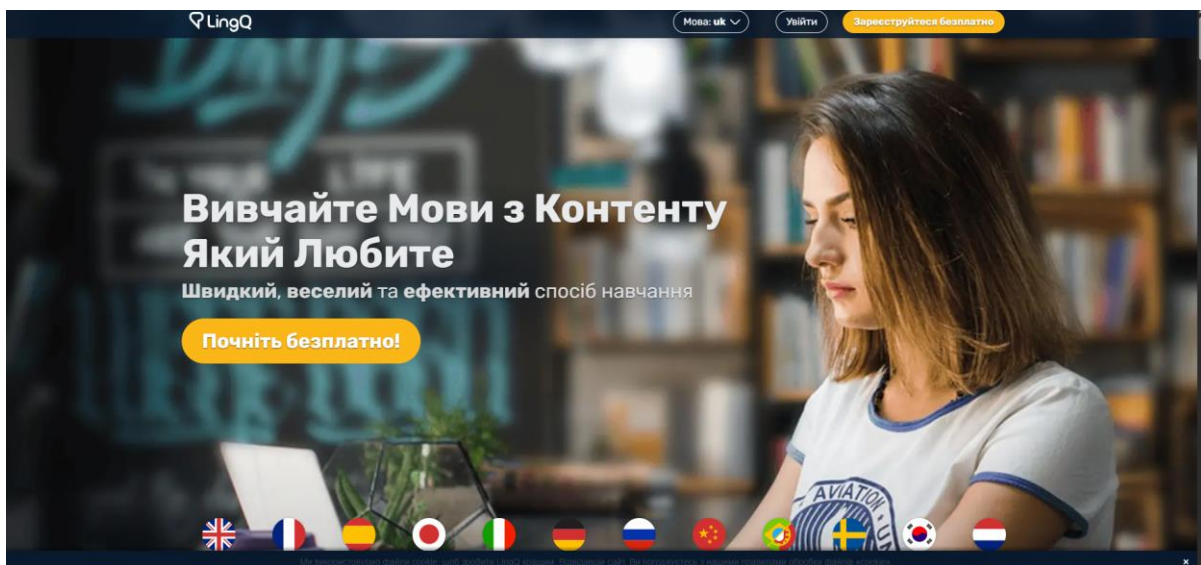 LingQ
Мова: uk
Увійти
Зареєструйтеся безплатно
Вивчайте Мови з Контенту
Який Любите
Швидкий, веселий та ефективний спосіб навчання
Почніть безплатно!
AVIATION